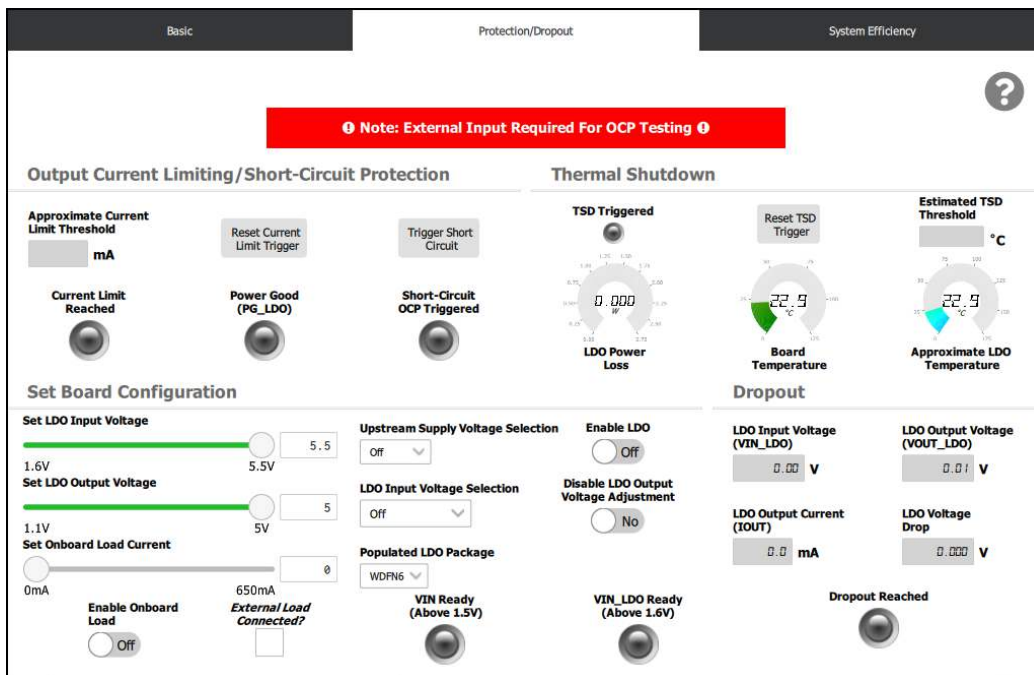 Basic
Protection/Dropout
System Efficiency
?
Note: External Input Required For OCP Testing
Output Current Limiting/Short-Circuit Protection
Thermal Shutdown
Approximate Current
Limit Threshold
mA
Reset Current
Limit Trigger
Trigger Short
Circuit
Current Limit
Reached
Power Good
(PG_LDO)
Short-Circuit
OCP Triggered
TSD Triggered
Reset TSD
Trigger
Estimated TSD
Threshold
°C
0.000
W
LDO Power
Loss
22.9
°C
Board
Temperature
22.9
°C
Approximate LDO
Temperature
Set Board Configuration
Set LDO Input Voltage
5.5
1.6V
5.5V
Set LDO Output Voltage
5
1.1V
5V
Set Onboard Load Current
0
0mA
650mA
Enable Onboard
Load
Off
External Load
Connected?
Upstream Supply Voltage Selection
Off
LDO Input Voltage Selection
Off
Populated LDO Package
WDFN6
VIN Ready
(Above 1.5V)
Enable LDO
Off
Disable LDO Output
Voltage Adjustment
No
VIN_LDO Ready
(Above 1.6V)
Dropout
LDO Input Voltage
(VIN_LDO)
0.00 V
LDO Output Voltage
(VOUT_LDO)
0.01 V
LDO Output Current
(IOUT)
0.0 mA
LDO Voltage
Drop
0.000 V
Dropout Reached